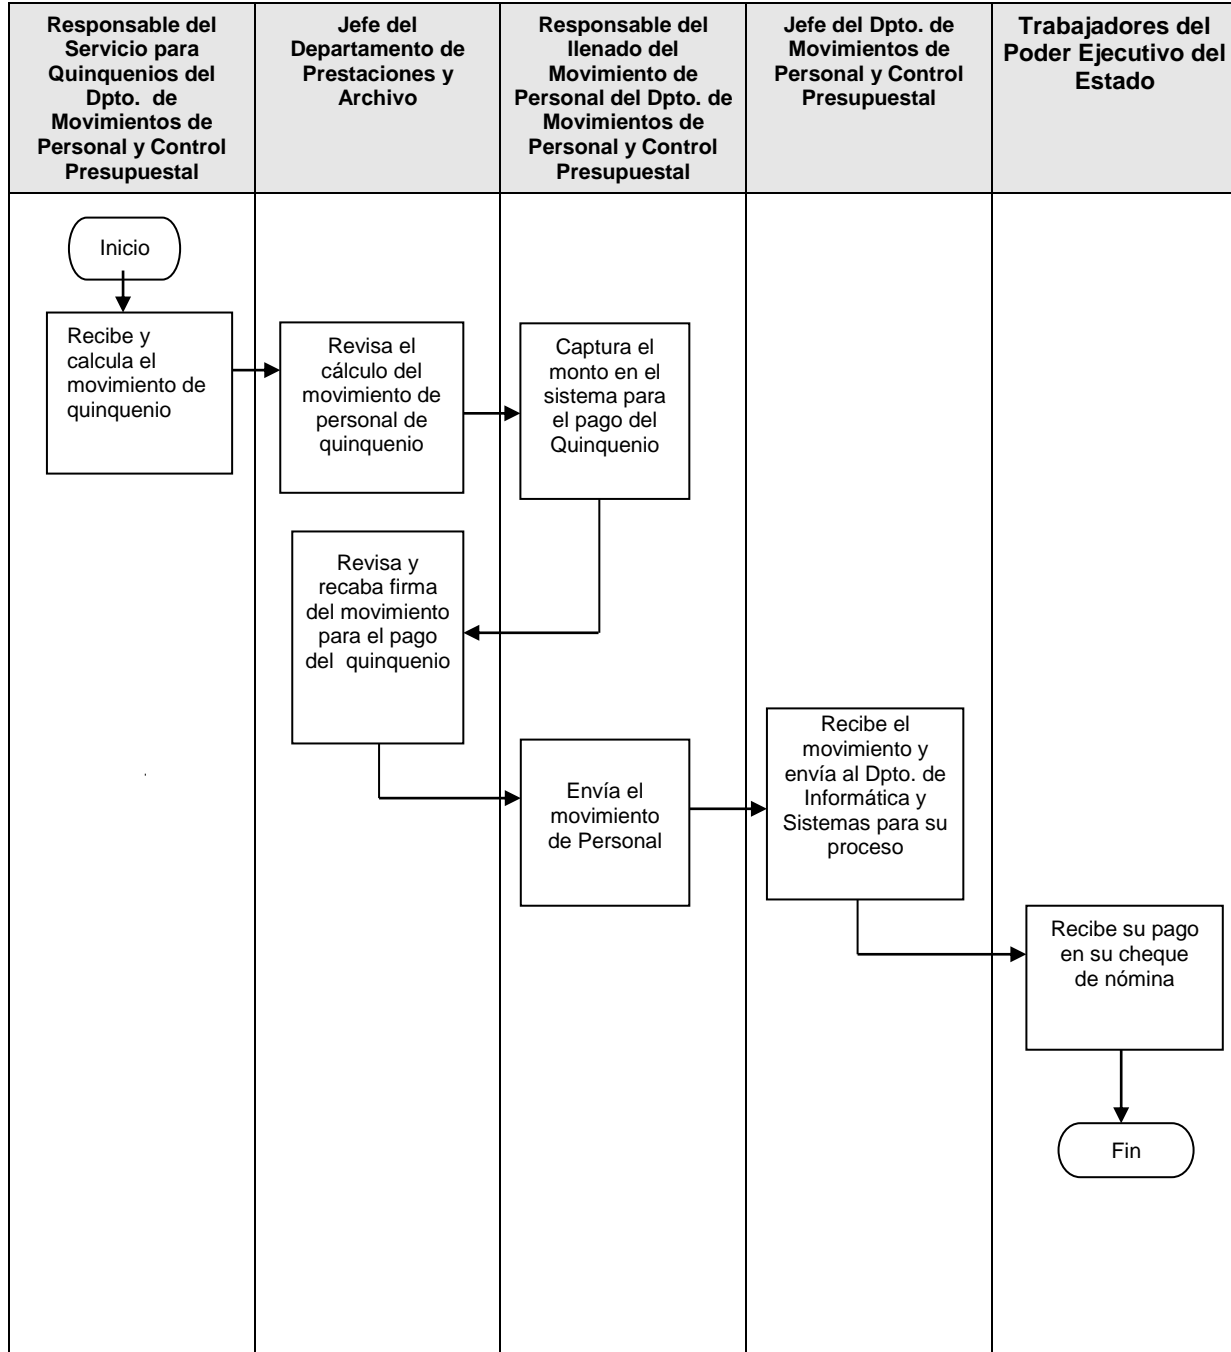 Responsable del
Servicio para
Quinquenios del
Dpto. de
Movimientos de
Personal y Control
Presupuestal
Jefe del
Departamento de
Prestaciones y
Archivo
Responsable del
llenado del
Movimiento de
Personal del Dpto. de
Movimientos de
Personal y Control
Presupuestal
Jefe del Dpto. de
Movimientos de
Personal y Control
Presupuestal
Trabajadores del
Poder Ejecutivo del
Estado
Inicio
Recibe y
calcula el
movimiento de
quinquenio
Revisa el
cálculo del
movimiento de
personal de
quinquenio
Captura el
monto en el
sistema para
el pago del
Quinquenio
Revisa y
recaba firma
del movimiento
para el pago
del quinquenio
Envía el
movimiento
de Personal
Recibe el
movimiento y
envía al Dpto. de
Informática y
Sistemas para su
proceso
Recibe su pago
en su cheque
de nómina
Fin